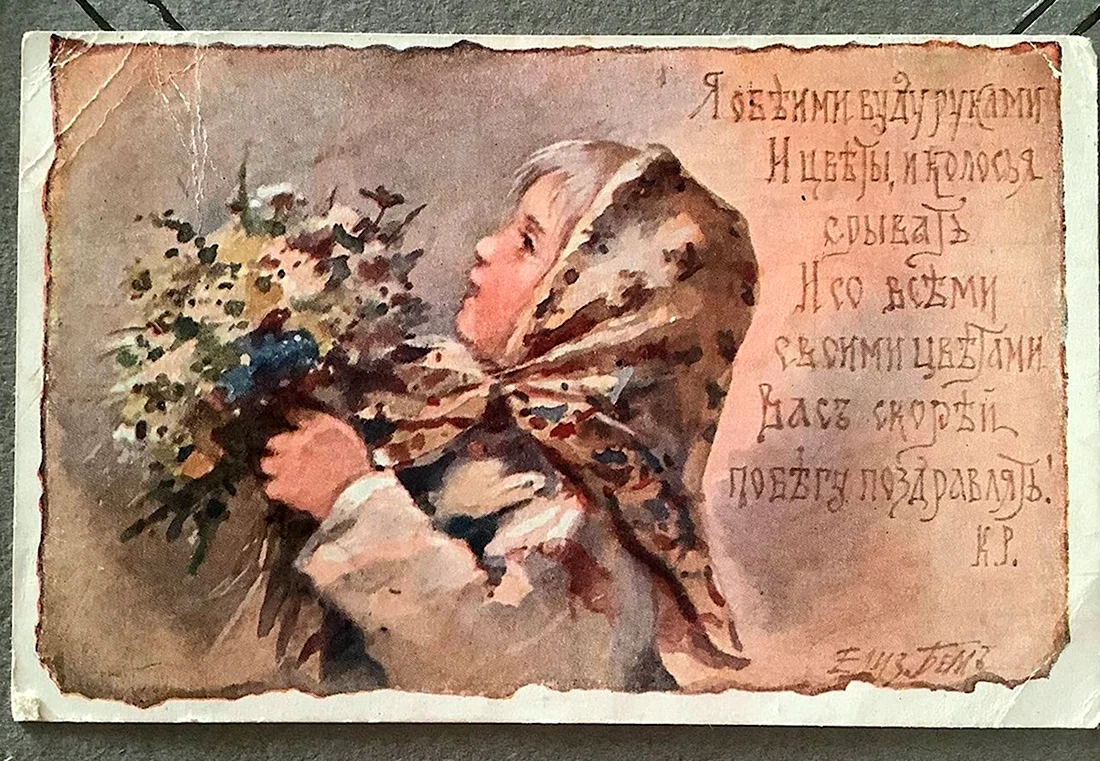 Я обѣими буду руками
И цвѣты, и колосья
срывать
И со всѣми
своими цвѣтами
Васъ скорѣй
побѣгу поздравлять!
К.Р.
Елиз. Бемъ